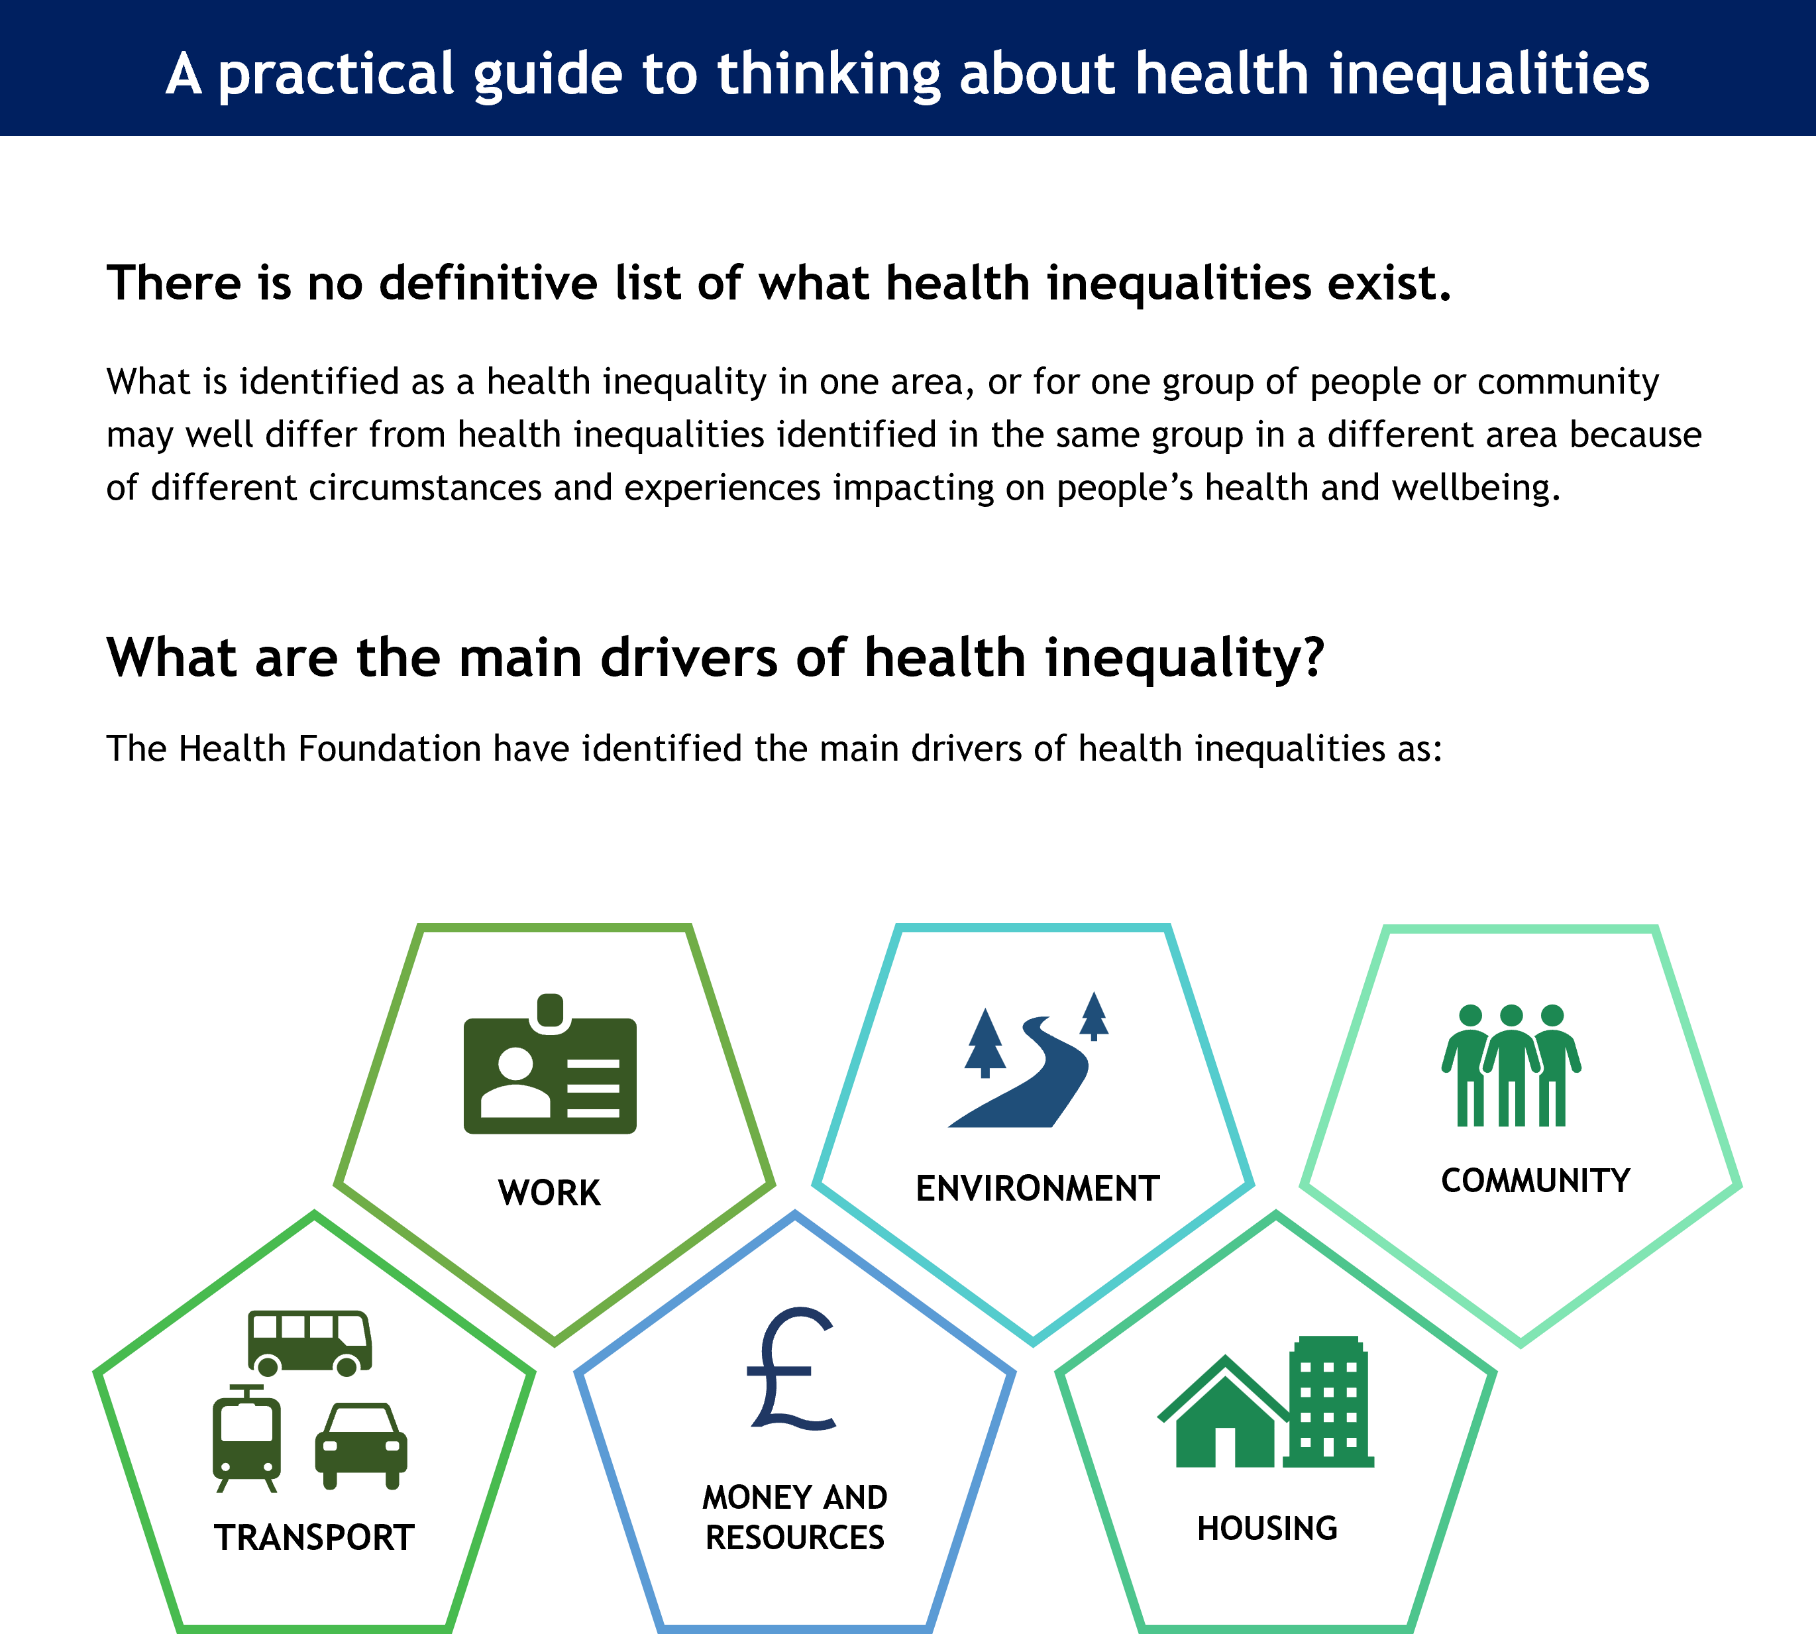 A practical guide to thinking about health inequalities
There is no definitive list of what health inequalities exist.
What is identified as a health inequality in one area, or for one group of people or community
may well differ from health inequalities identified in the same group in a different area because
of different circumstances and experiences impacting on people’s health and wellbeing.
What are the main drivers of health inequality?
The Health Foundation have identified the main drivers of health inequalities as:
WORK
ENVIRONMENT
COMMUNITY
£
TRANSPORT
MONEY AND
RESOURCES
HOUSING